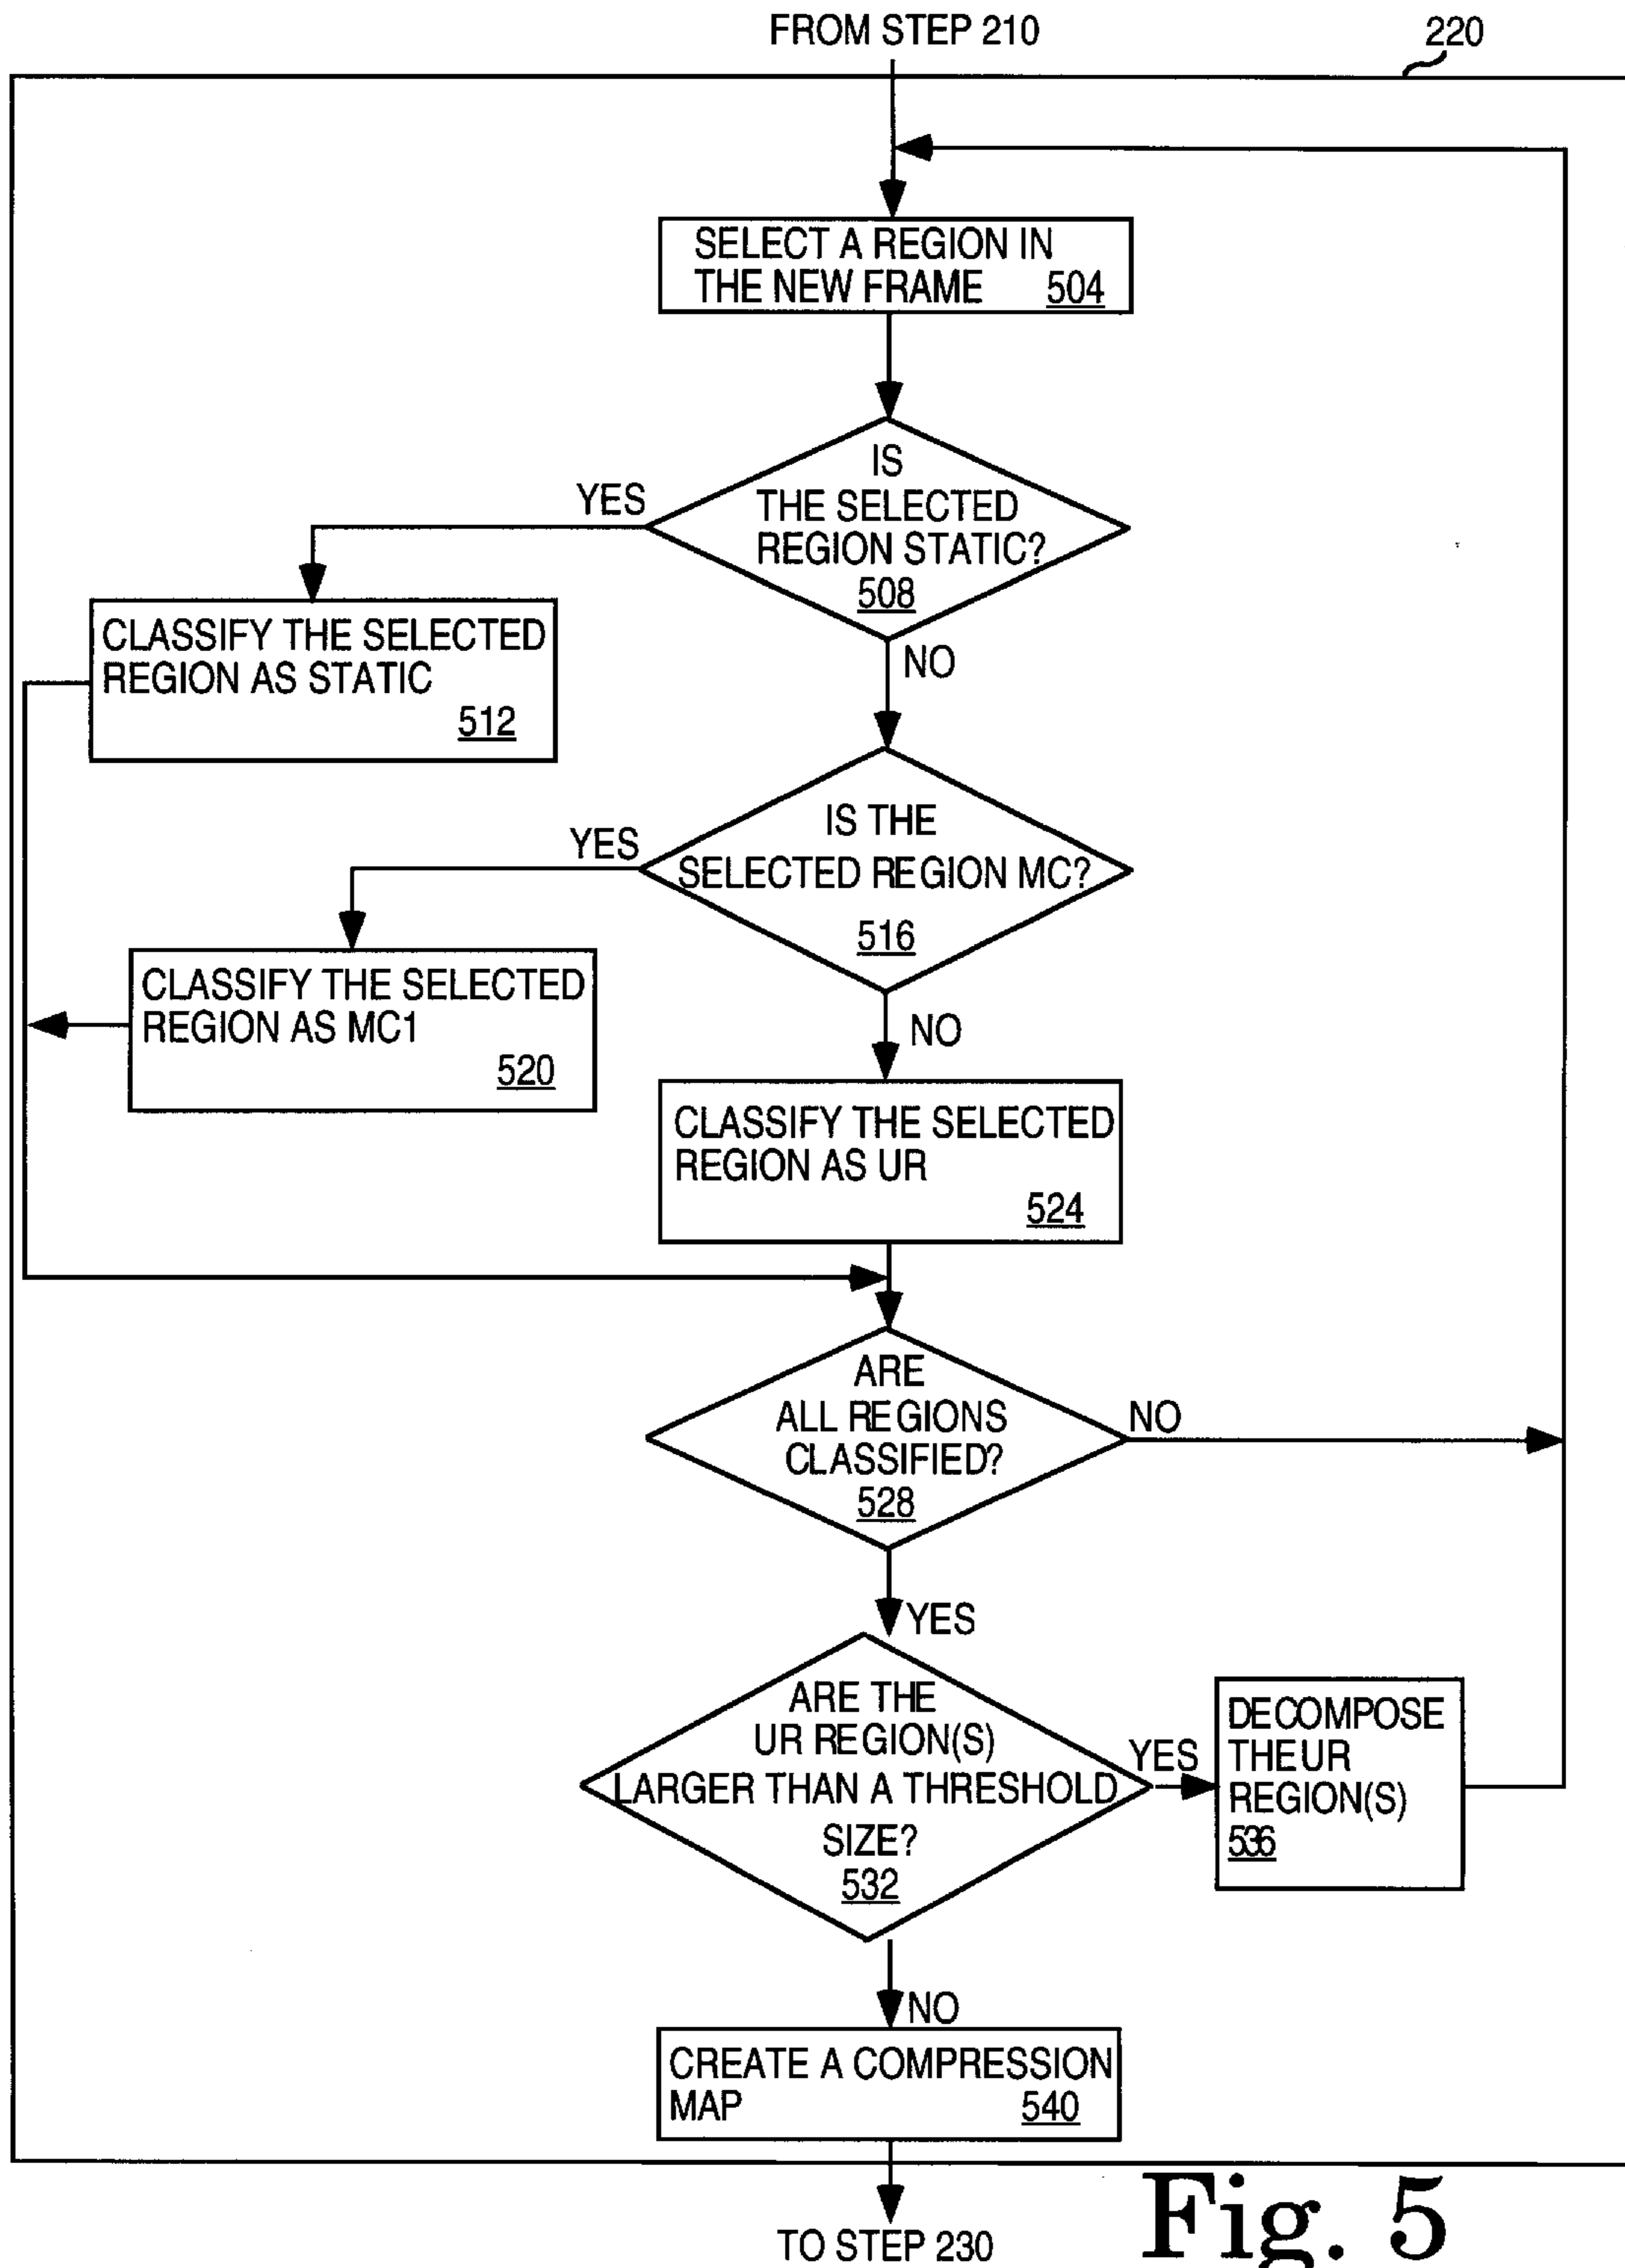 FROM STEP 210
220
SELECT A REGION IN
THE NEW FRAME 504
IS
THE SELECTED
REGION STATIC?
508
YES
NO
CLASSIFY THE SELECTED
REGION AS STATIC
512
IS THE
SELECTED REGION MC?
516
YES
NO
CLASSIFY THE SELECTED
REGION AS MC1
520
CLASSIFY THE SELECTED
REGION AS UR
524
ARE
ALL REGIONS
CLASSIFIED?
528
NO
YES
ARE THE
UR REGION(S)
LARGER THAN A THRESHOLD
SIZE?
532
YES
DECOMPOSE
THEUR
REGION(S)
536
NO
CREATE A COMPRESSION
MAP 540
TO STEP 230
Fig. 5